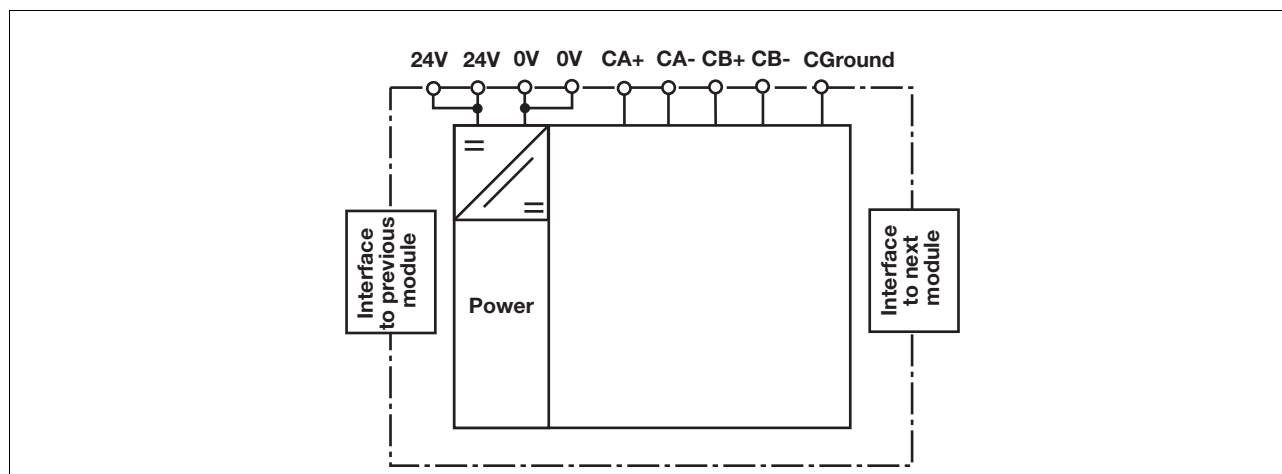 24V 24V 0V 0V CA+ CA- CB+ CB- CGround
Interface
to previous
module
Power
Interface
to next
module